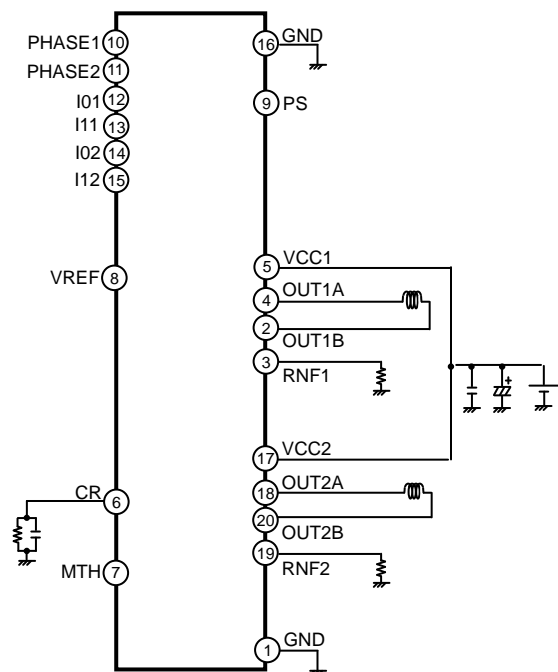 PHASE1 10
PHASE2 11
I01 12
I11 13
I02 14
I12 15
VREF 8
CR 6
MTH 7
16 GND
9 PS
5 VCC1
4 OUT1A
2 OUT1B
3 RNF1
17 VCC2
18 OUT2A
20 OUT2B
19 RNF2
1 GND
+